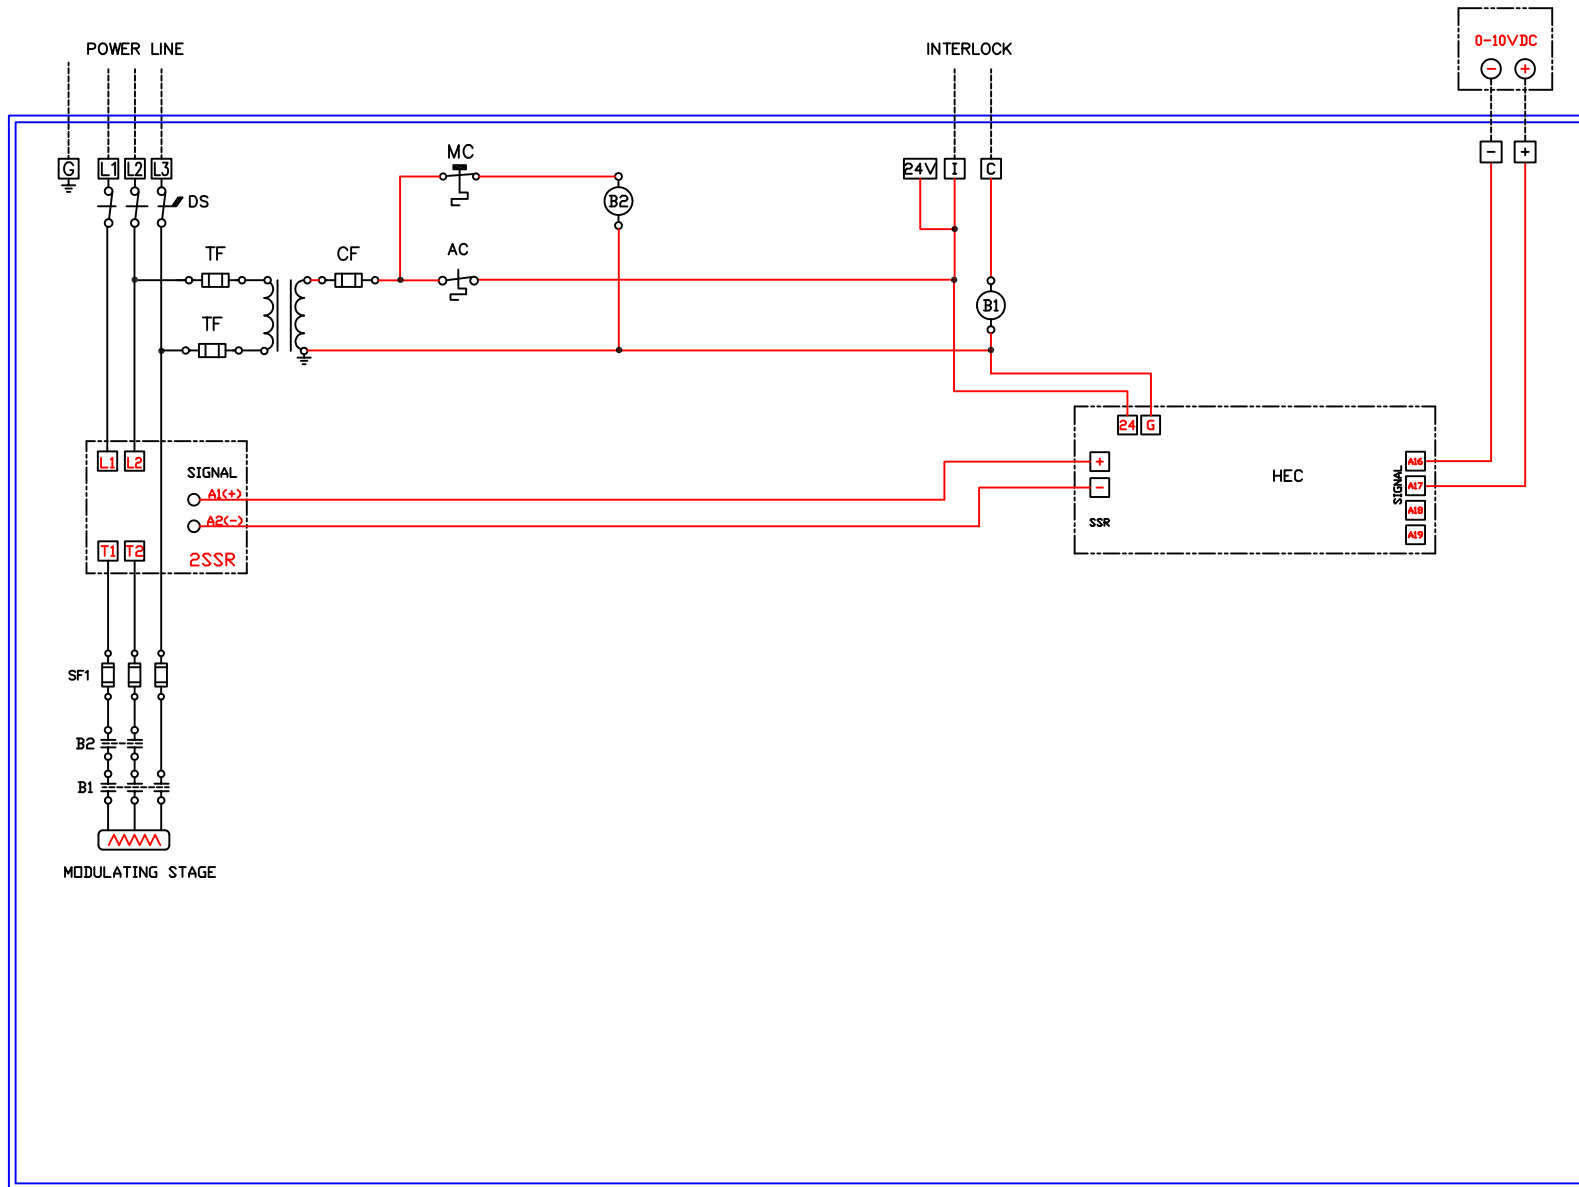 POWER LINE
INTERLOCK
0-10VDC
- +
G L1 L2 L3
DS
MC
B2
24V I C
- +
TF
CF
AC
B1
TF
24 G
L1 L2
SIGNAL
A1(+)
A2(-)
T1 T2
2SSR
+
-
SSR
HEC
SIGNAL
A16
A17
A18
A19
SF1
B2
B1
MODULATING STAGE